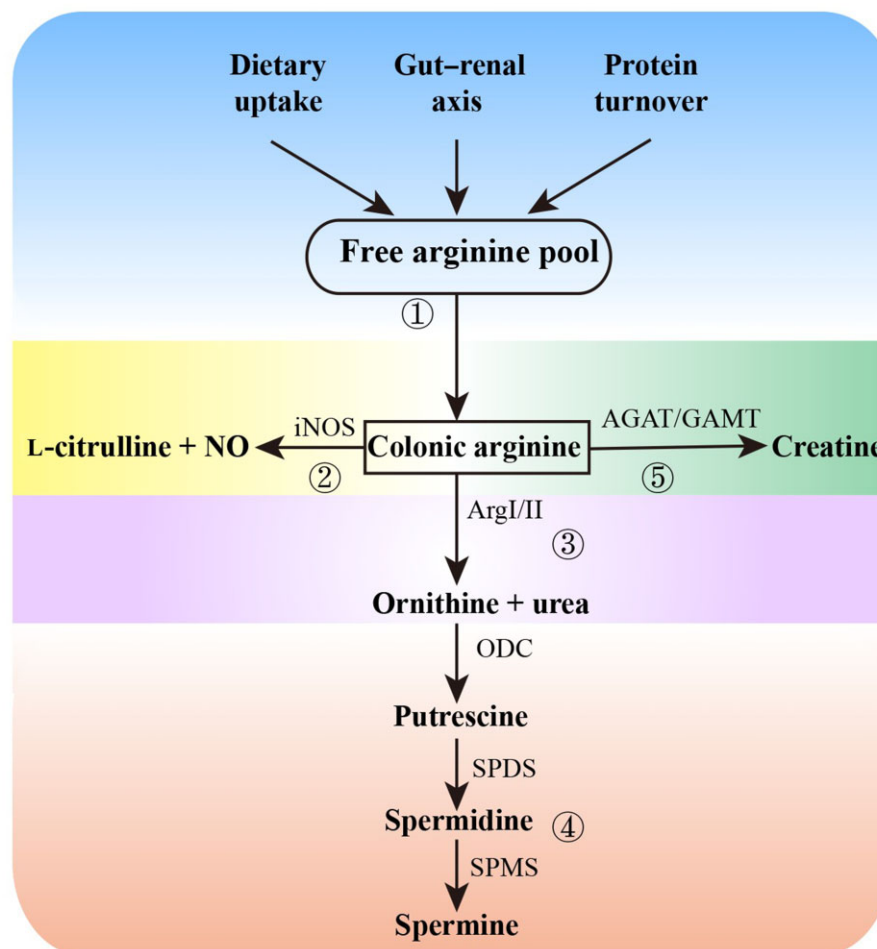 Dietary
uptake
Gut–renal
axis
Protein
turnover
Free arginine pool
①
iNOS
AGAT/GAMT
L-citrulline + NO
Colonic arginine
Creatine
②
⑤
ArgI/II
③
Ornithine + urea
ODC
Putrescine
SPDS
Spermidine
④
SPMS
Spermine